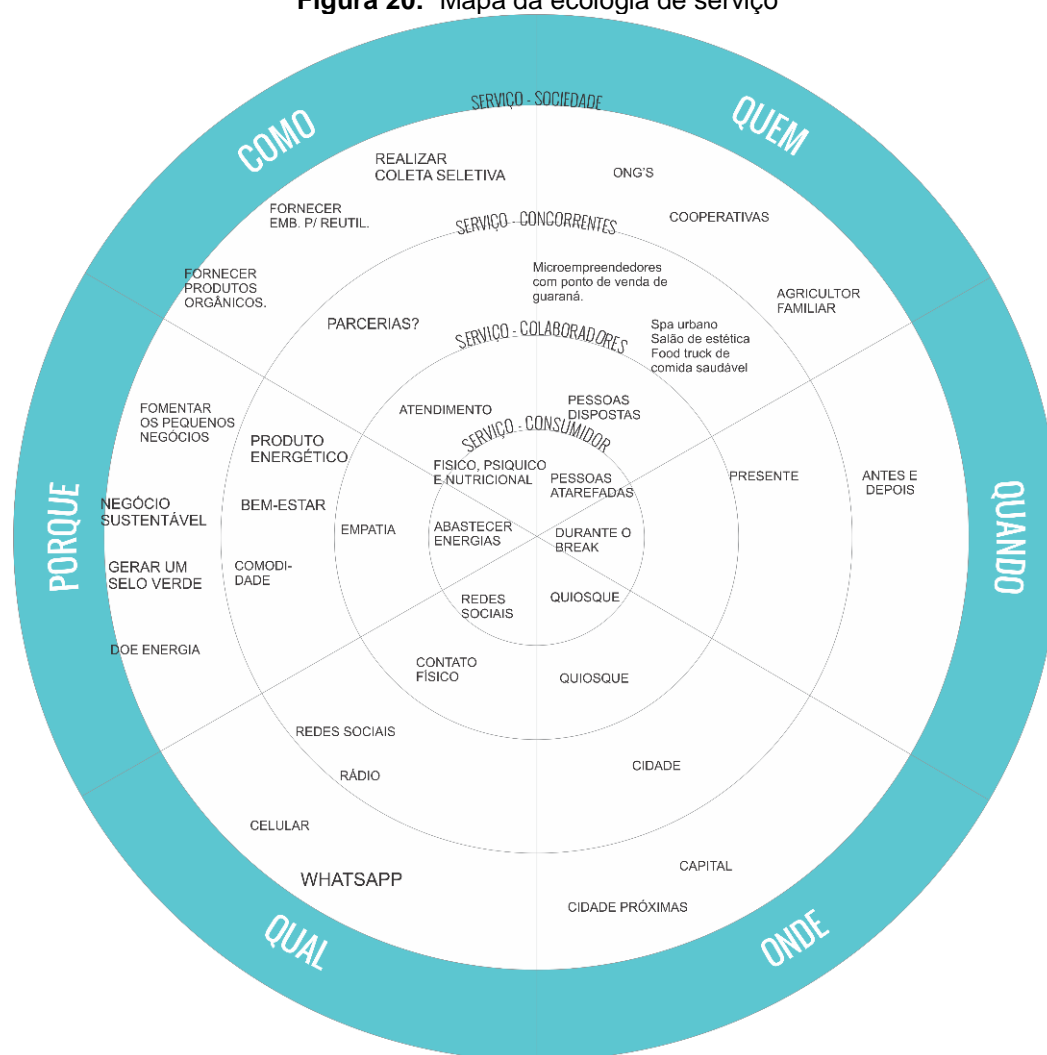 Figura 20: Mapa da ecologia de serviço
SERVIÇO - SOCIEDADE
COMO
QUEM
REALIZAR
COLETA SELETIVA
ONG'S
FORNECER
EMB. P/ REUTIL.
SERVIÇO - CONCORRENTES
COOPERATIVAS
FORNECER
PRODUTOS
ORGÂNICOS.
Microempreendedores
com ponto de venda de
guaraná.
AGRICULTOR
FAMILIAR
PARCERIAS?
SERVIÇO - COLABORADORES
Spa urbano
Salão de estética
Food truck de
comida saudável
FOMENTAR
OS PEQUENOS
NEGÓCIOS
ATENDIMENTO
PESSOAS
DISPOSTAS
SERVIÇO - CONSUMIDOR
PRODUTO
ENERGÉTICO
FISICO, PSIQUICO
E NUTRICIONAL
PESSOAS
ATAREFADAS
PRESENTE
ANTES E
DEPOIS
PORQUE
QUANDO
NEGÓCIO
SUSTENTÁVEL
BEM-ESTAR
EMPATIA
ABASTECER
ENERGIAS
DURANTE O
BREAK
GERAR UM
SELO VERDE
COMODI-
DADE
REDES
SOCIAIS
QUIOSQUE
DOE ENERGIA
CONTATO
FÍSICO
QUIOSQUE
REDES SOCIAIS
RÁDIO
CIDADE
CELULAR
WHATSAPP
CAPITAL
CIDADE PRÓXIMAS
QUAL
ONDE